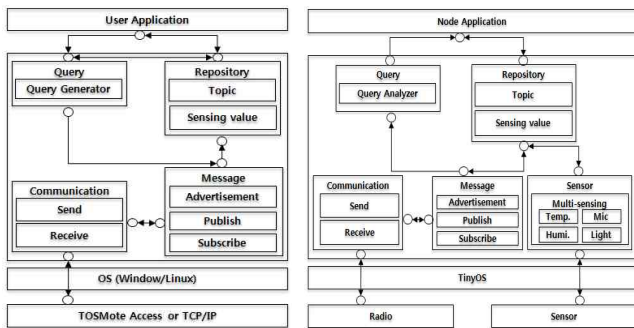 User Application
Query
Query Generator
Repository
Topic
Sensing value
Communication
Send
Receive
Message
Advertisement
Publish
Subscribe
OS (Window/Linux)
TOSMote Access or TCP/IP
Node Application
Query
Query Analyzer
Repository
Topic
Sensing value
Communication
Send
Receive
Message
Advertisement
Publish
Subscribe
Sensor
Multi-sensing
Temp.
Mic
Humi.
Light
TinyOS
Radio
Sensor